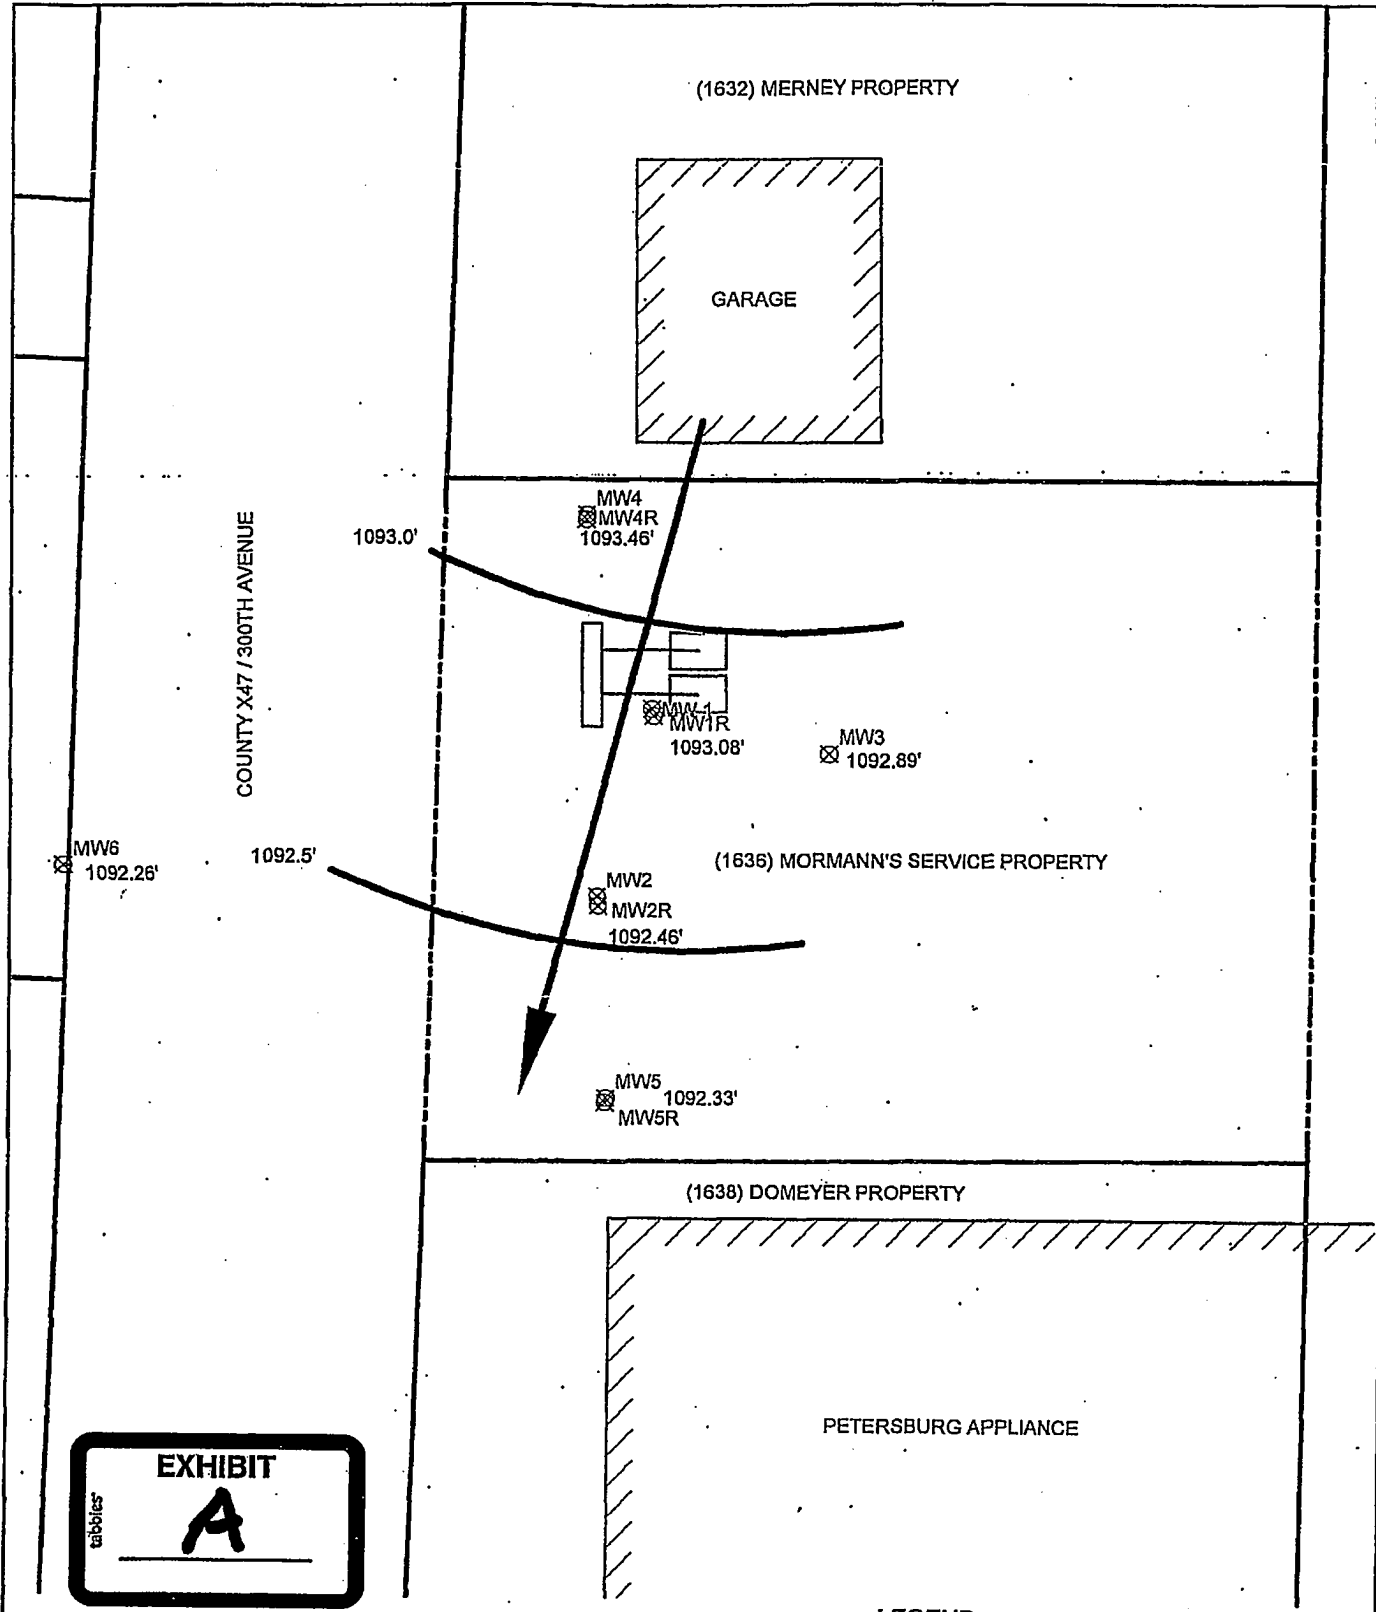 (1632) MERNEY PROPERTY
GARAGE
MW4
MW4R
1093.46'
1093.0'
COUNTY X47 / 300TH AVENUE
MW-1
MW1R
1093.08'
MW3
1092.89'
MW6
1092.26'
1092.5'
(1636) MORMANN'S SERVICE PROPERTY
MW2
MW2R
1092.46'
MW5
1092.33'
MW5R
(1638) DOMEYER PROPERTY
PETERSBURG APPLIANCE
EXHIBIT
tabbies'
A
LEGEND